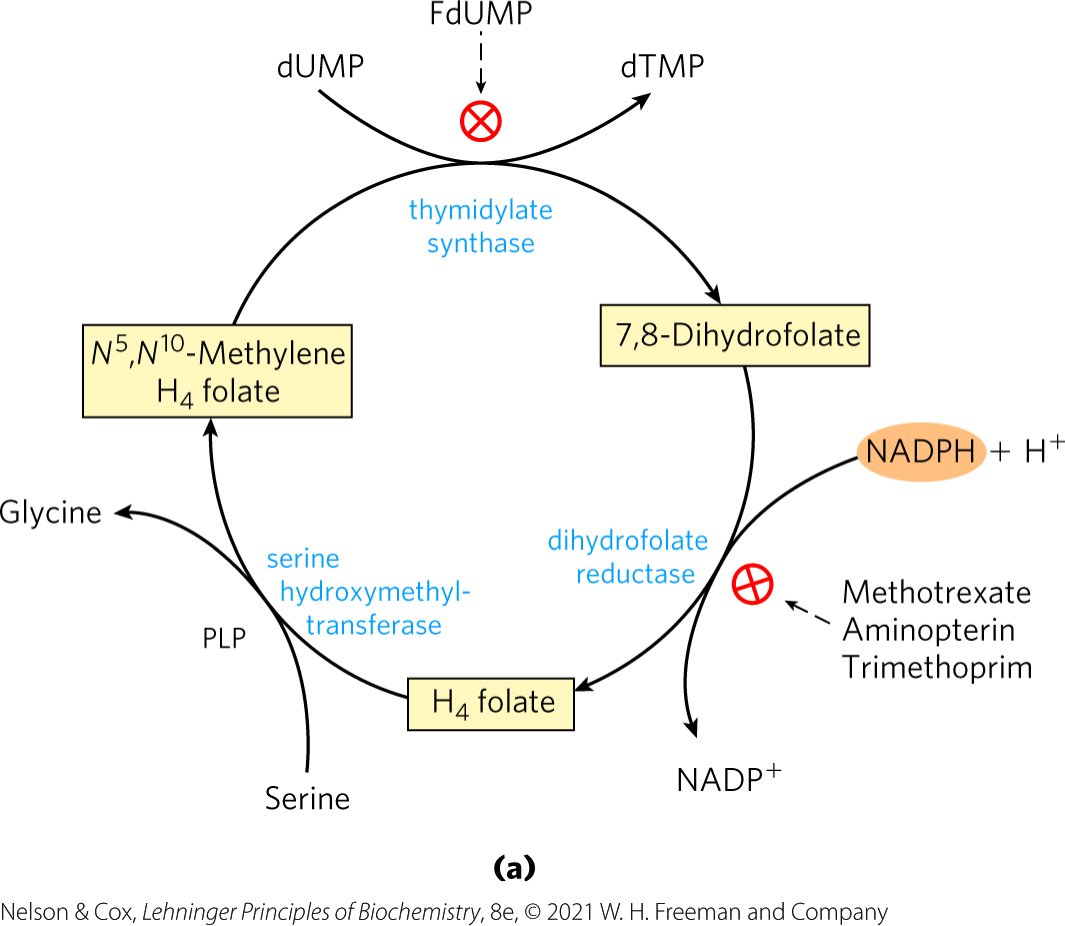 FdUMP
dUMP
dTMP
thymidylate
synthase
N⁵,N¹⁰-Methylene
H₄ folate
7,8-Dihydrofolate
NADPH + H⁺
Glycine
dihydrofolate
reductase
serine
hydroxymethyl-
transferase
Methotrexate
Aminopterin
Trimethoprim
PLP
H₄ folate
NADP⁺
Serine
(a)
Nelson & Cox, Lehninger Principles of Biochemistry, 8e, © 2021 W. H. Freeman and Company